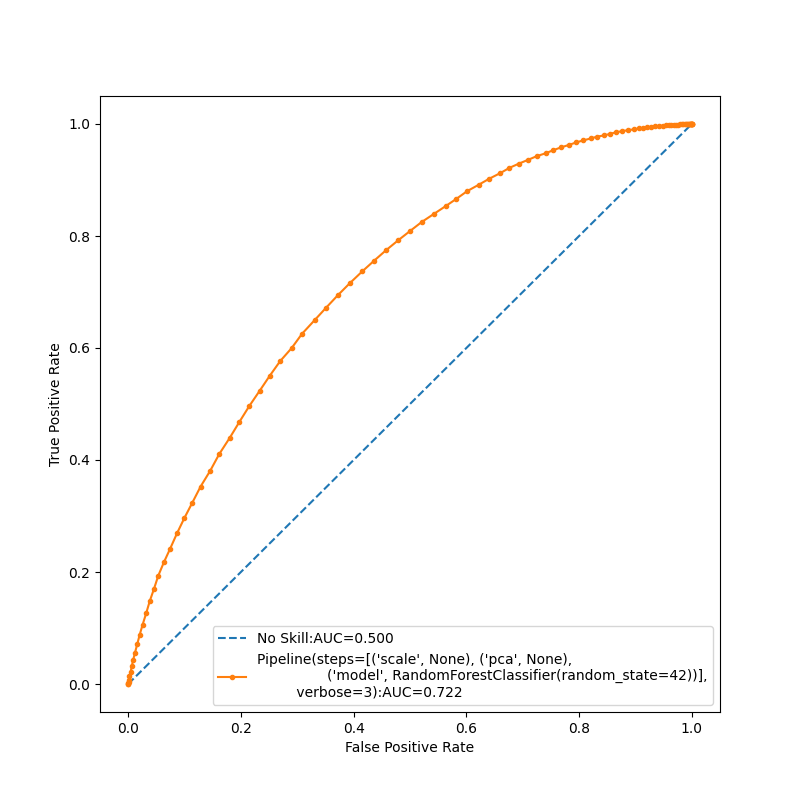 1.0
0.8
0.6
0.4
0.2
0.0
True Positive Rate
No Skill:AUC=0.500
Pipeline(steps=[('scale', None), ('pca', None),
('model', RandomForestClassifier(random_state=42))],
verbose=3):AUC=0.722
0.0 0.2 0.4 0.6 0.8 1.0
False Positive Rate